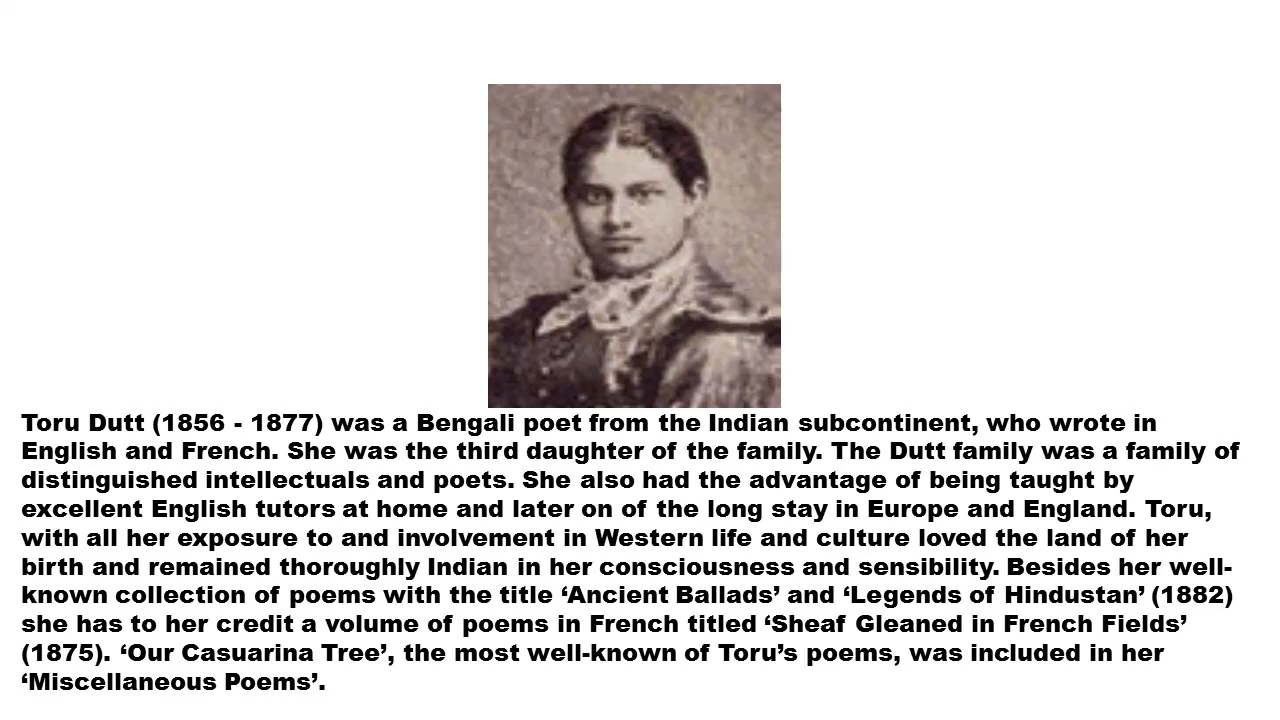 Toru Dutt (1856 - 1877) was a Bengali poet from the Indian subcontinent, who wrote in
English and French. She was the third daughter of the family. The Dutt family was a family of
distinguished intellectuals and poets. She also had the advantage of being taught by
excellent English tutors at home and later on of the long stay in Europe and England. Toru,
with all her exposure to and involvement in Western life and culture loved the land of her
birth and remained thoroughly Indian in her consciousness and sensibility. Besides her well-
known collection of poems with the title ‘Ancient Ballads’ and ‘Legends of Hindustan’ (1882)
she has to her credit a volume of poems in French titled ‘Sheaf Gleaned in French Fields’
(1875). ‘Our Casuarina Tree’, the most well-known of Toru’s poems, was included in her
‘Miscellaneous Poems’.